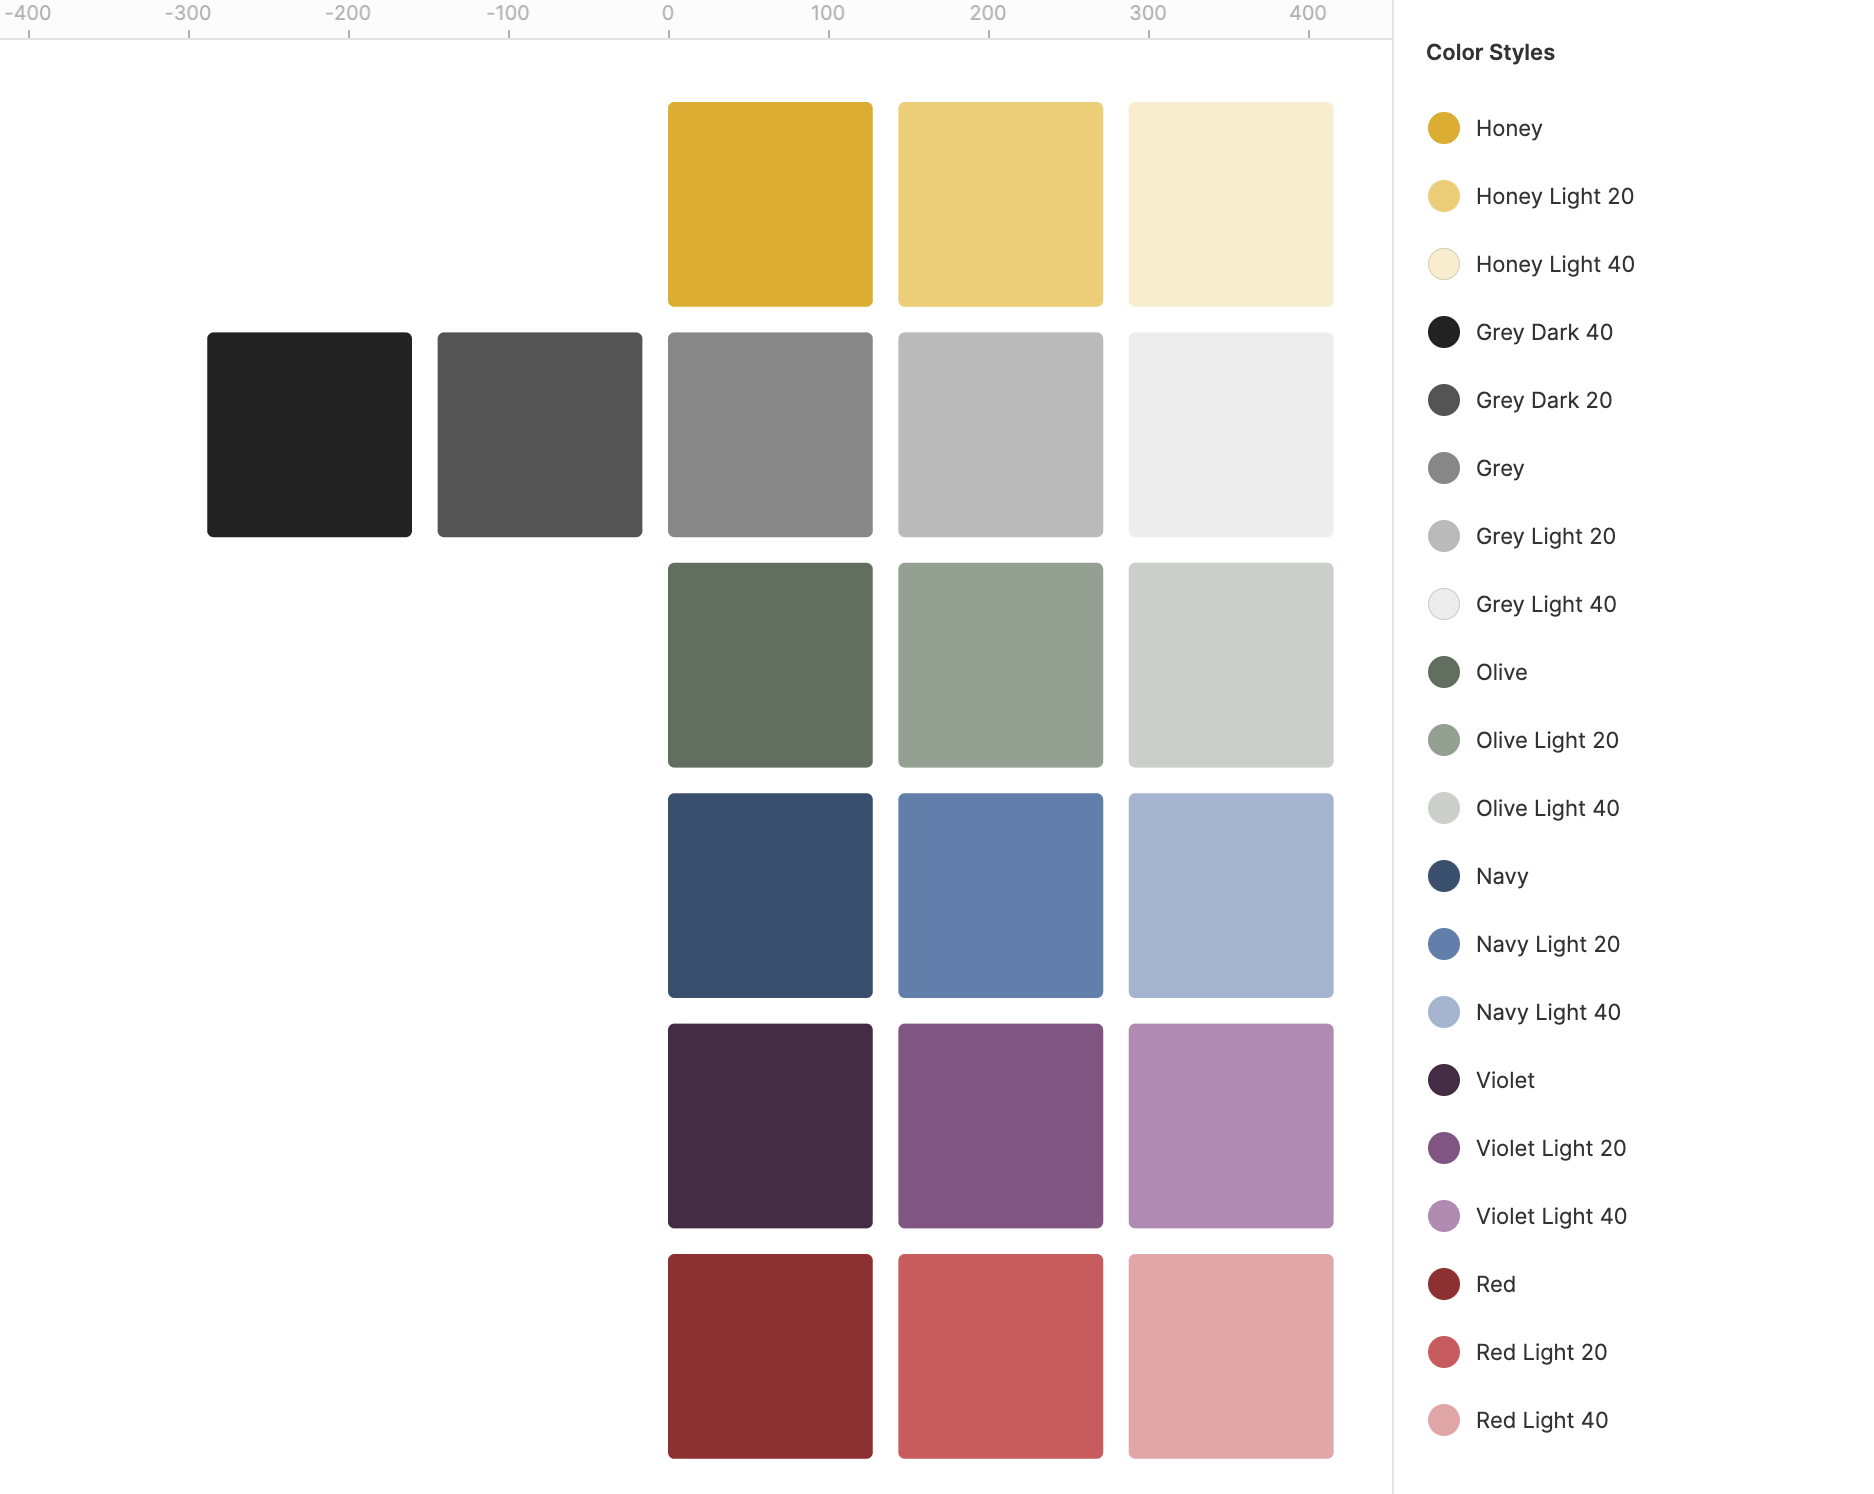 -400 -300 -200 -100 0 100 200 300 400
Color Styles
Honey
Honey Light 20
Honey Light 40
Grey Dark 40
Grey Dark 20
Grey
Grey Light 20
Grey Light 40
Olive
Olive Light 20
Olive Light 40
Navy
Navy Light 20
Navy Light 40
Violet
Violet Light 20
Violet Light 40
Red
Red Light 20
Red Light 40